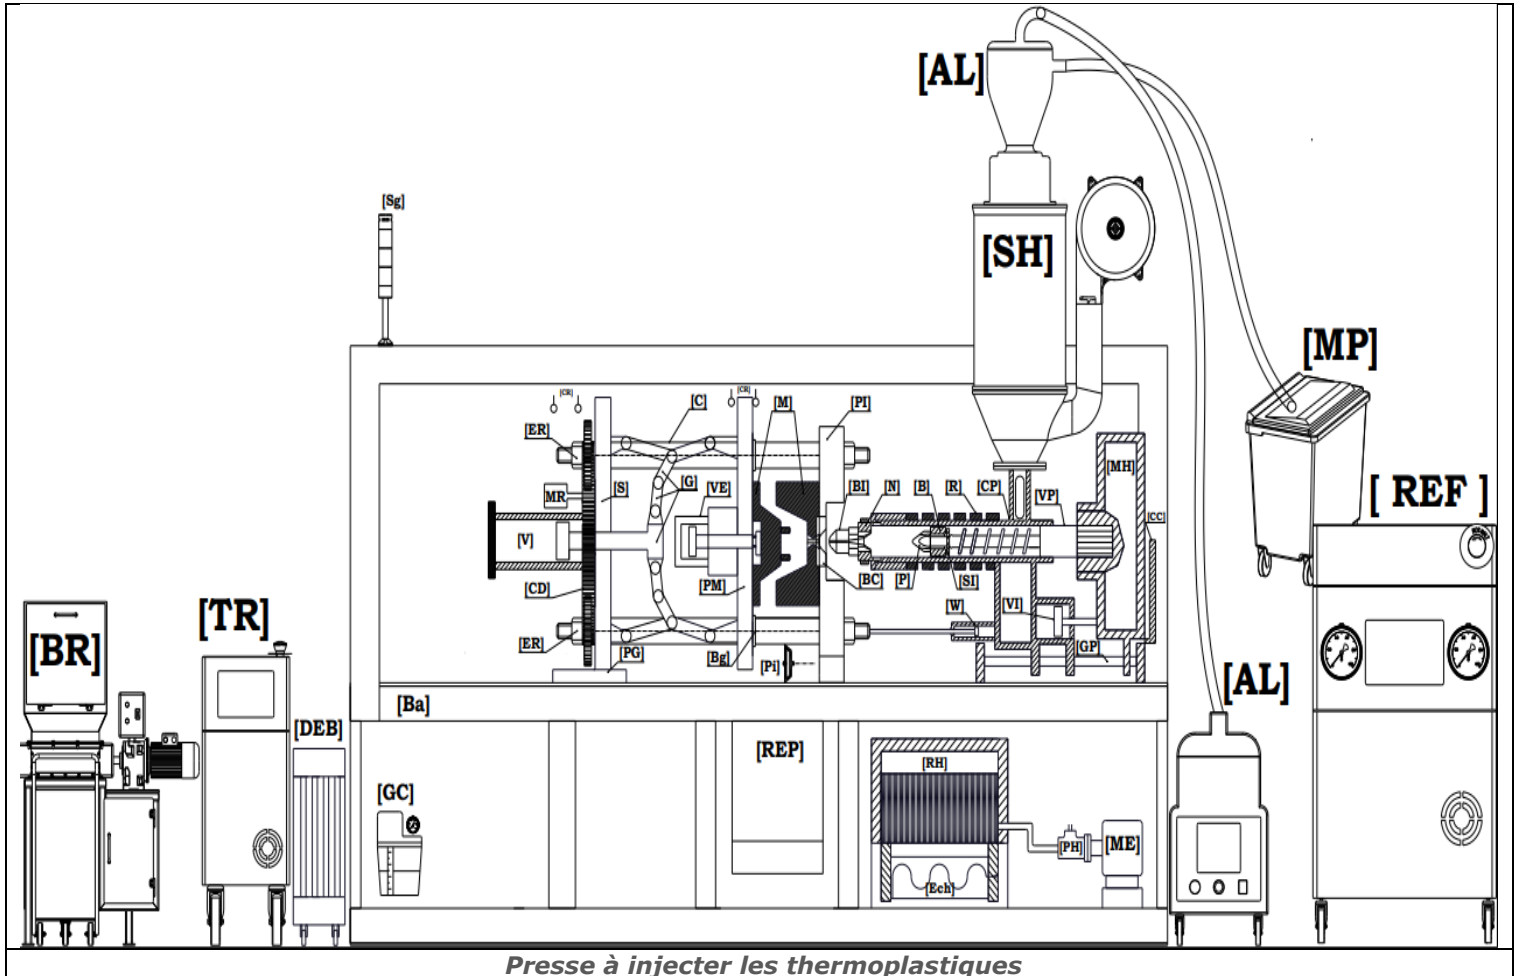 [AL]
[Sg]
[SH]
[MP]
[CR]
[CR]
[C]
[M]
[PI]
[ER]
[MH]
[REF]
[BI]
[N]
[B]
[R]
[CP]
[VP]
[G]
[VE]
[S]
MR
[CC]
[V]
[CD]
[PM]
[BC]
[P]
[SI]
[TR]
[W]
[VI]
[BR]
[ER]
[PG]
[Bg]
[Pi]
[GP]
[AL]
[Ba]
[DEB]
[REP]
[RH]
[GC]
[PH]
[ME]
[Ech]
Presse à injecter les thermoplastiques